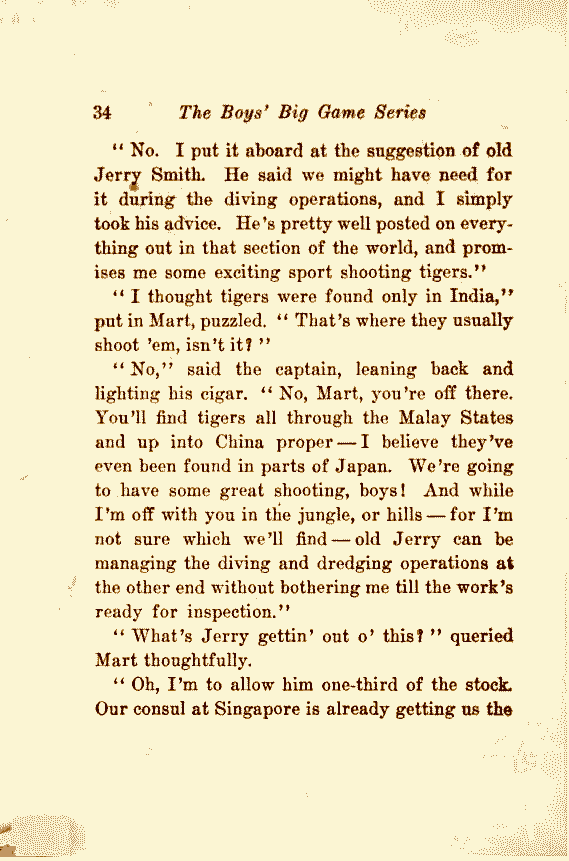 34 The Boys' Big Game Series
"No. I put it aboard at the suggestion of old
Jerry Smith. He said we might have need for
it during the diving operations, and I simply
took his advice. He's pretty well posted on every-
thing out in that section of the world, and prom-
ises me some exciting sport shooting tigers."
"I thought tigers were found only in India,"
put in Mart, puzzled. "That's where they usually
shoot 'em, isn't it?"
"No," said the captain, leaning back and
lighting his cigar. "No, Mart, you're off there.
You'll find tigers all through the Malay States
and up into China proper—I believe they've
even been found in parts of Japan. We're going
to have some great shooting, boys! And while
I'm off with you in the jungle, or hills—for I'm
not sure which we'll find—old Jerry can be
managing the diving and dredging operations at
the other end without bothering me till the work's
ready for inspection."
"What's Jerry gettin' out o' this?" queried
Mart thoughtfully.
"Oh, I'm to allow him one-third of the stock.
Our consul at Singapore is already getting us the